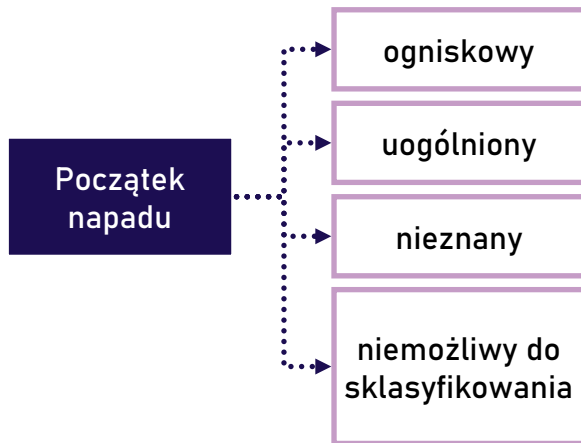 Początek
napadu
ogniskowy
uogólniony
nieznany
niemożliwy do
sklasyfikowania